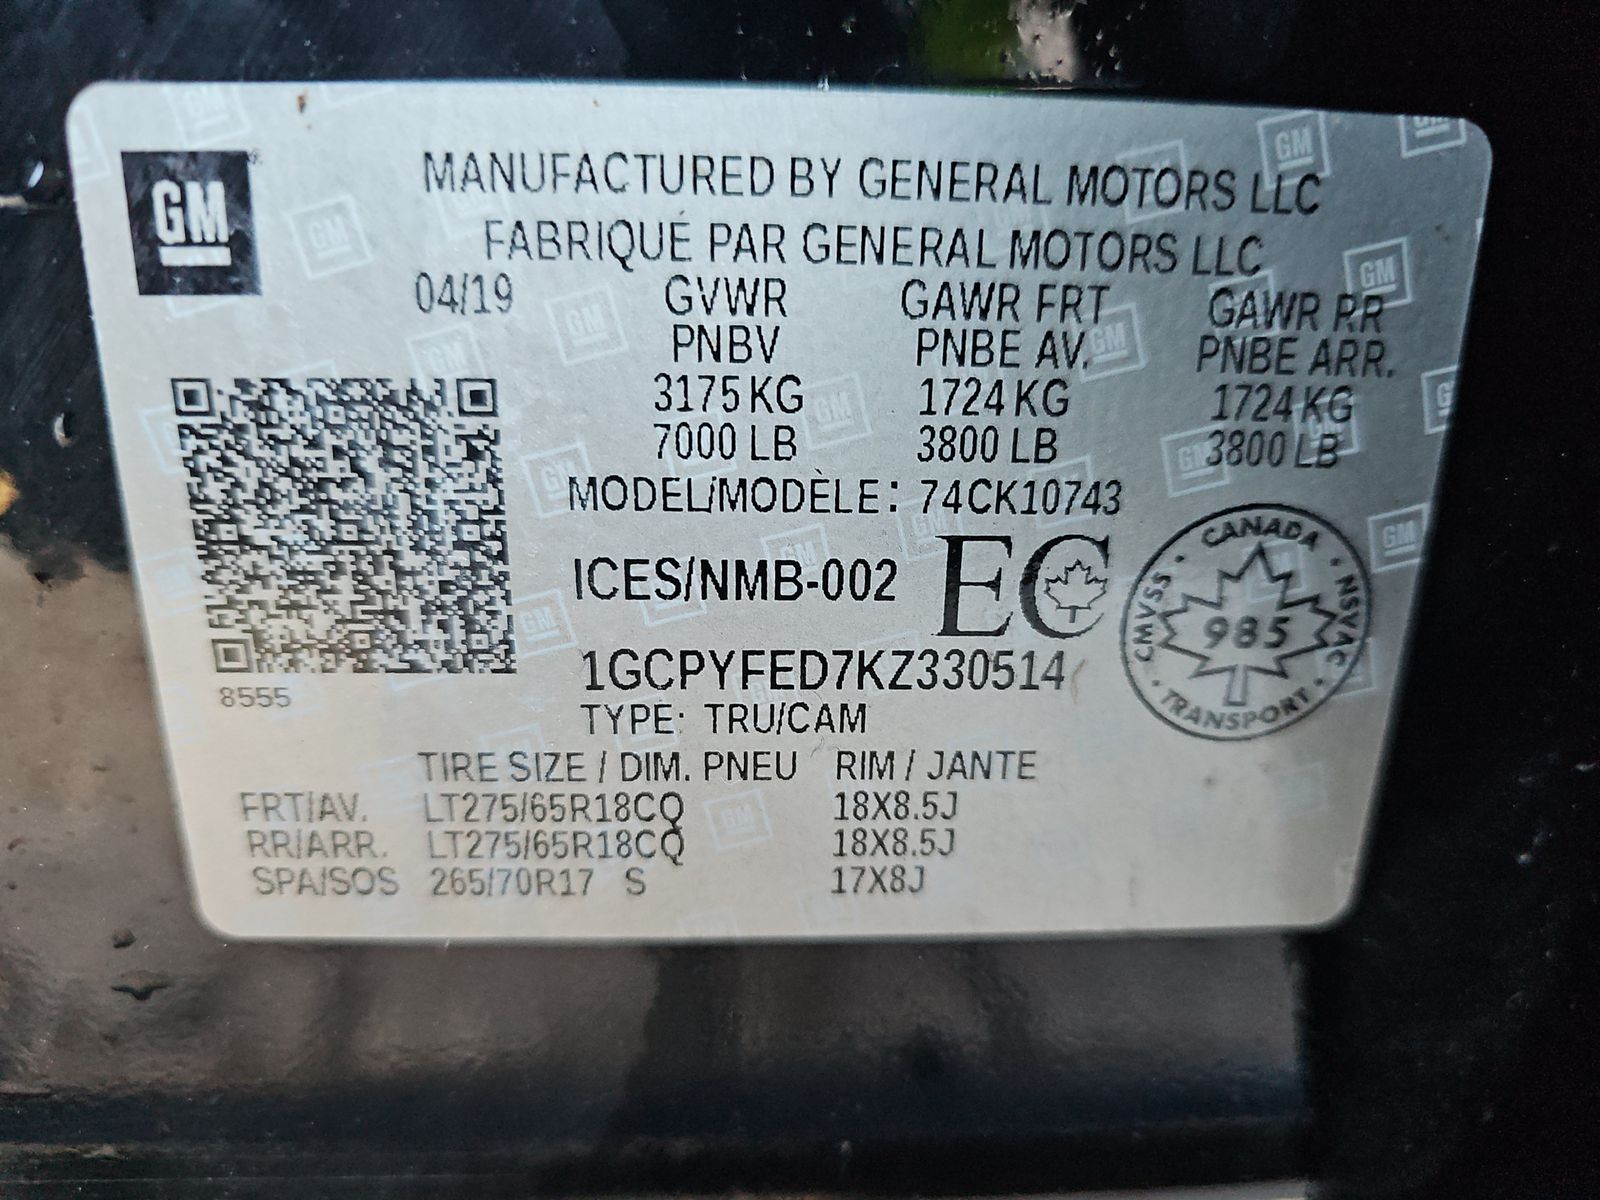 GM
MANUFACTURED BY GENERAL MOTORS LLC
FABRIQUÉ PAR GENERAL MOTORS LLC
04/19 GVWR GAWR FRT GAWR RR
PNBV PNBE AV. PNBE ARR.
3175 KG 1724 KG 1724 KG
7000 LB 3800 LB 3800 LB
MODEL/MODÈLE: 74CK10743
ICES/NMB-002 EC
CANADA
CMVSS 985 NSVAC
TRANSPORT
1GCPYFED7KZ330514
8555
TYPE: TRU/CAM
TIRE SIZE / DIM. PNEU RIM / JANTE
FRT/AV. LT275/65R18CQ 18X8.5J
RR/ARR. LT275/65R18CQ 18X8.5J
SPA/SOS 265/70R17 S 17X8J